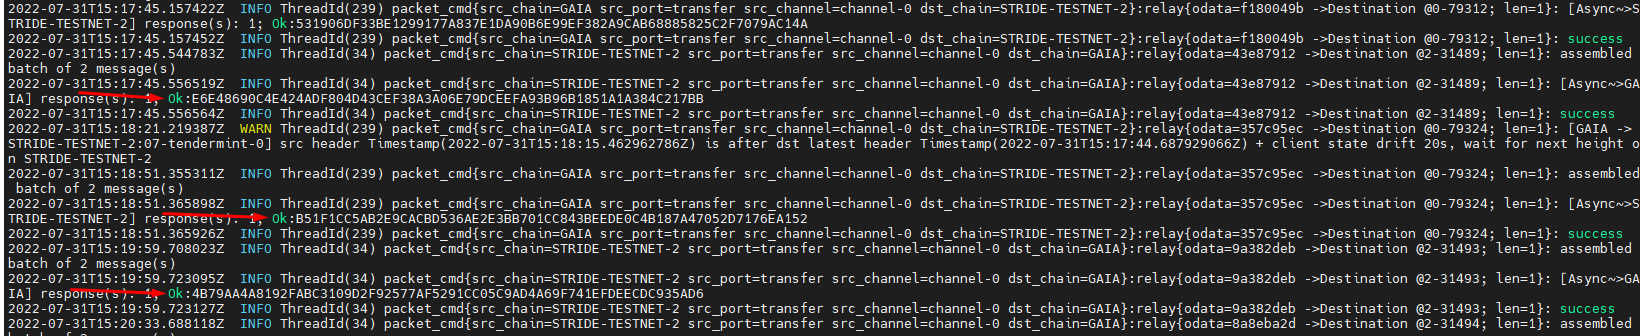 2022-07-31T15:17:45.157422Z  INFO ThreadId(239) packet_cmd{src_chain=GAIA src_port=transfer src_channel=channel-0 dst_chain=STRIDE-TESTNET-2}:relay{odata=f180049b ->Destination @0-79312; len=1}: [Async~>S
TRIDE-TESTNET-2] response(s): 1; Ok:531906DF33BE1299177A837E1DA90B6E99EF382A9CAB68885825C2F7079AC14A
2022-07-31T15:17:45.157452Z  INFO ThreadId(239) packet_cmd{src_chain=GAIA src_port=transfer src_channel=channel-0 dst_chain=STRIDE-TESTNET-2}:relay{odata=f180049b ->Destination @0-79312; len=1}: success
2022-07-31T15:17:45.544783Z  INFO ThreadId(34) packet_cmd{src_chain=STRIDE-TESTNET-2 src_port=transfer src_channel=channel-0 dst_chain=GAIA}:relay{odata=43e87912 ->Destination @2-31489; len=1}: assembled
batch of 2 message(s)
2022-07-31T15:17:45.556519Z  INFO ThreadId(34) packet_cmd{src_chain=STRIDE-TESTNET-2 src_port=transfer src_channel=channel-0 dst_chain=GAIA}:relay{odata=43e87912 ->Destination @2-31489; len=1}: [Async~>GA
IA] response(s): 1; Ok:E6E48690C4E424ADF804D43CEF38A3A06E79DCEEFA93B96B1851A1A384C217BB
2022-07-31T15:17:45.556564Z  INFO ThreadId(34) packet_cmd{src_chain=STRIDE-TESTNET-2 src_port=transfer src_channel=channel-0 dst_chain=GAIA}:relay{odata=43e87912 ->Destination @2-31489; len=1}: success
2022-07-31T15:18:21.219387Z  WARN ThreadId(239) packet_cmd{src_chain=GAIA src_port=transfer src_channel=channel-0 dst_chain=STRIDE-TESTNET-2}:relay{odata=357c95ec ->Destination @0-79324; len=1}: [GAIA ->
STRIDE-TESTNET-2:07-tendermint-0] src header Timestamp(2022-07-31T15:18:15.462962786Z) is after dst latest header Timestamp(2022-07-31T15:17:44.687929066Z) + client state drift 20s, wait for next height o
n STRIDE-TESTNET-2
2022-07-31T15:18:51.355311Z  INFO ThreadId(239) packet_cmd{src_chain=GAIA src_port=transfer src_channel=channel-0 dst_chain=STRIDE-TESTNET-2}:relay{odata=357c95ec ->Destination @0-79324; len=1}: assembled
 batch of 2 message(s)
2022-07-31T15:18:51.365898Z  INFO ThreadId(239) packet_cmd{src_chain=GAIA src_port=transfer src_channel=channel-0 dst_chain=STRIDE-TESTNET-2}:relay{odata=357c95ec ->Destination @0-79324; len=1}: [Async~>S
TRIDE-TESTNET-2] response(s): 1; Ok:B51F1CC5AB2E9CACBD536AE2E3BB701CC843BEEDE0C4B187A47052D7176EA152
2022-07-31T15:18:51.365926Z  INFO ThreadId(239) packet_cmd{src_chain=GAIA src_port=transfer src_channel=channel-0 dst_chain=STRIDE-TESTNET-2}:relay{odata=357c95ec ->Destination @0-79324; len=1}: success
2022-07-31T15:19:59.708023Z  INFO ThreadId(34) packet_cmd{src_chain=STRIDE-TESTNET-2 src_port=transfer src_channel=channel-0 dst_chain=GAIA}:relay{odata=9a382deb ->Destination @2-31493; len=1}: assembled
batch of 2 message(s)
2022-07-31T15:19:59.723095Z  INFO ThreadId(34) packet_cmd{src_chain=STRIDE-TESTNET-2 src_port=transfer src_channel=channel-0 dst_chain=GAIA}:relay{odata=9a382deb ->Destination @2-31493; len=1}: [Async~>GA
IA] response(s): 1; Ok:4B79AA4A8192FABC3109D2F92577AF5291CC05C9AD4A69F741EFDEECDC935AD6
2022-07-31T15:19:59.723127Z  INFO ThreadId(34) packet_cmd{src_chain=STRIDE-TESTNET-2 src_port=transfer src_channel=channel-0 dst_chain=GAIA}:relay{odata=9a382deb ->Destination @2-31493; len=1}: success
2022-07-31T15:20:33.688118Z  INFO ThreadId(34) packet_cmd{src_chain=STRIDE-TESTNET-2 src_port=transfer src_channel=channel-0 dst_chain=GAIA}:relay{odata=8a8eba2d ->Destination @2-31494; len=1}: assembled